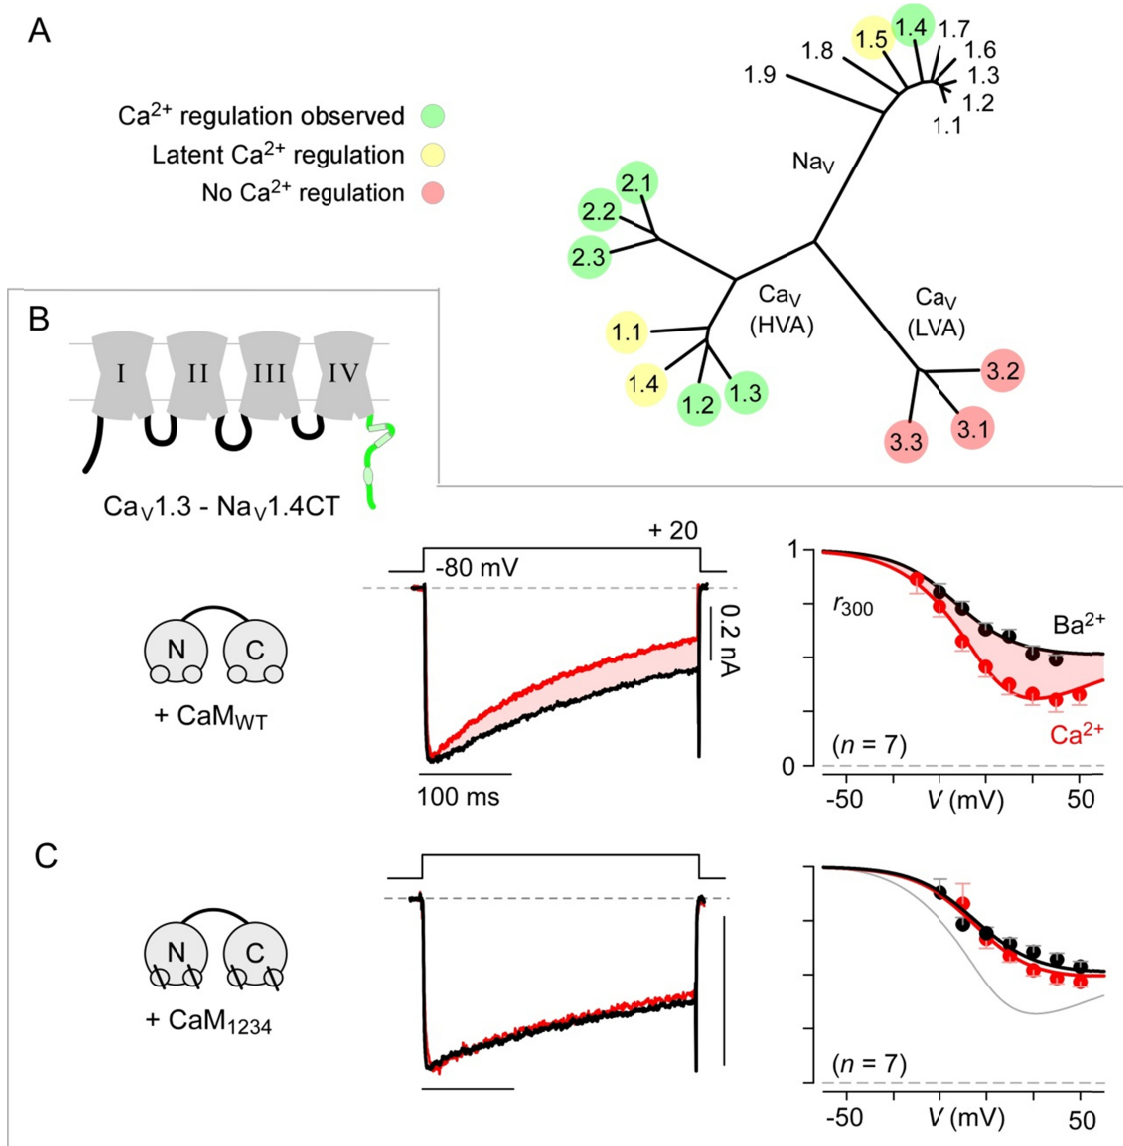 A
Ca2+ regulation observed
Latent Ca2+ regulation
No Ca2+ regulation
1.9
1.8
1.5
1.4
1.7
1.6
1.3
1.2
1.1
NaV
2.1
2.2
2.3
CaV
(HVA)
CaV
(LVA)
1.1
1.4
1.2
1.3
3.2
3.1
3.3
B
I II III IV
CaV1.3 - NaV1.4CT
N C
+ CaMWT
+ 20
-80 mV
0.2 nA
100 ms
1
r300
Ba2+
Ca2+
(n = 7)
0
-50 V (mV) 50
C
N C
+ CaM1234
(n = 7)
-50 V (mV) 50